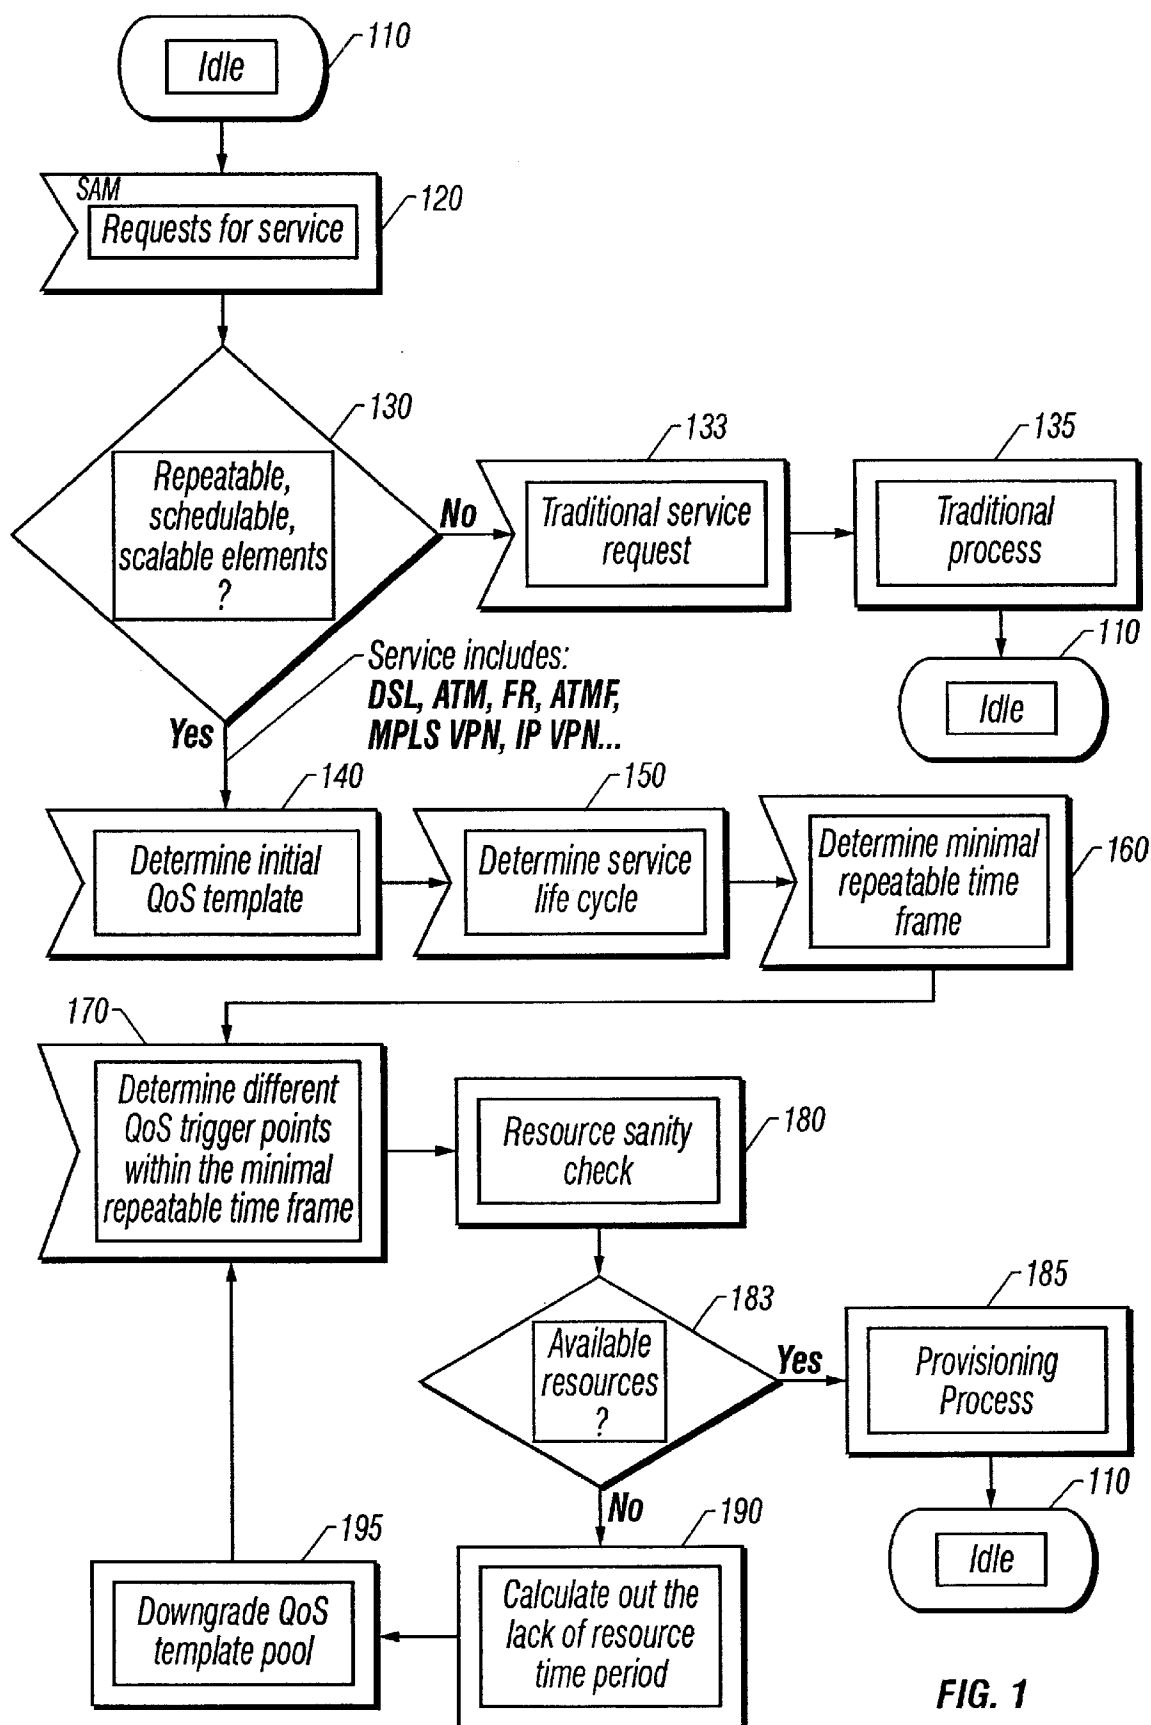 110
Idle
SAM
120
Requests for service
130
133
135
Repeatable,
schedulable,
scalable elements
?
No
Traditional service
request
Traditional
process
110
Service includes:
DSL, ATM, FR, ATMF,
MPLS VPN, IP VPN...
Idle
Yes
140
150
Determine initial
QoS template
Determine service
life cycle
Determine minimal
repeatable time
frame
160
170
Determine different
QoS trigger points
within the minimal
repeatable time frame
Resource sanity
check
180
183
185
Available
resources
?
Yes
Provisioning
Process
110
No
190
195
Idle
Downgrade QoS
template pool
Calculate out the
lack of resource
time period
FIG. 1